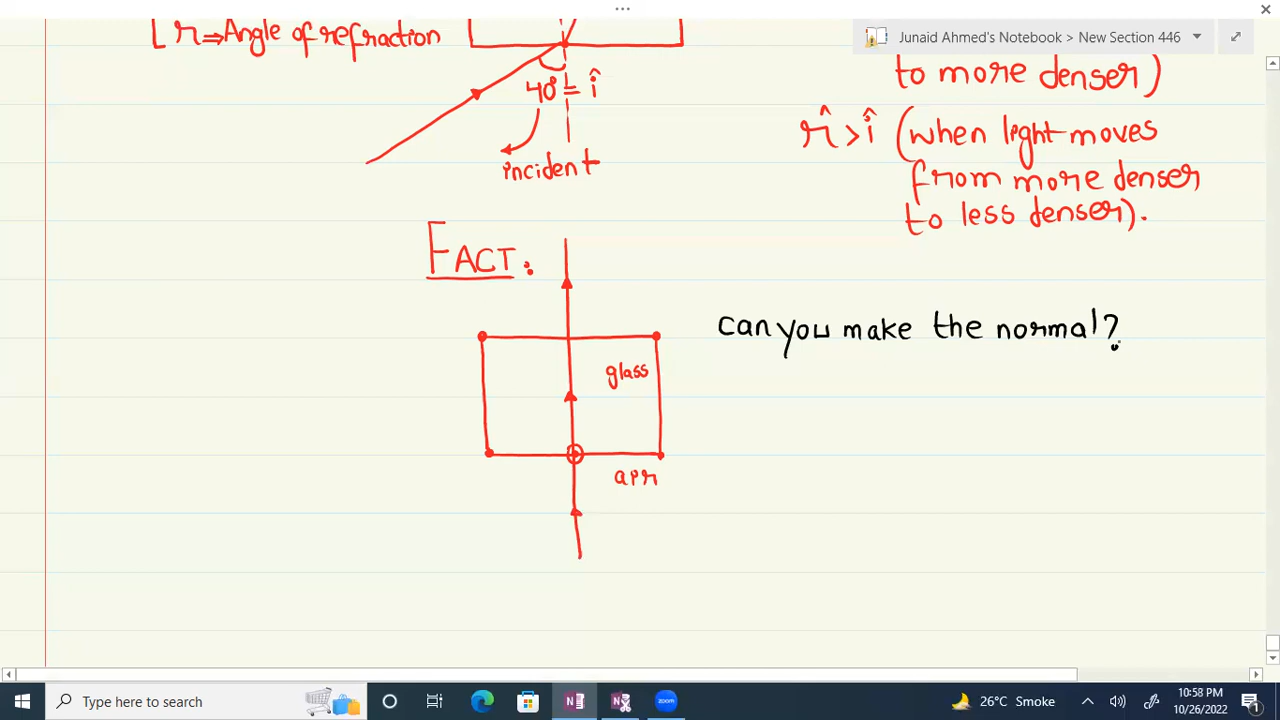 Junaid Ahmed's Notebook > New Section 446
r⇒Angle of refraction
40° = î
incident
to more denser)
r̂ > î (when light moves
from more denser
to less denser).
FACT:
can you make the normal?
glass
air
Type here to search
26°C Smoke
10:58 PM
10/26/2022
zoom
1